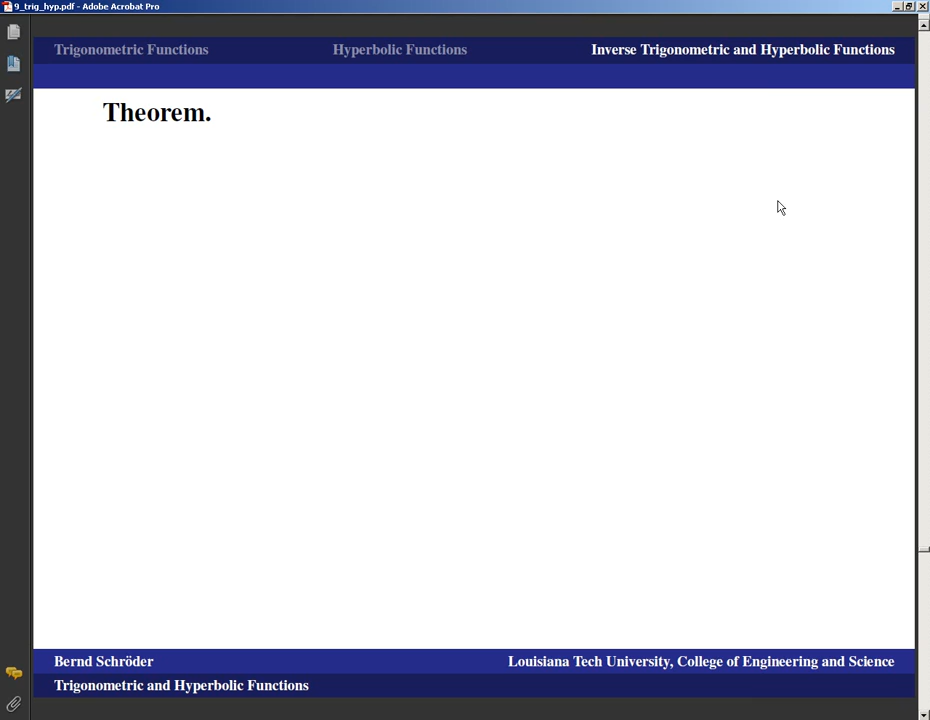 9_trig_hyp.pdf - Adobe Acrobat Pro
Trigonometric Functions Hyperbolic Functions Inverse Trigonometric and Hyperbolic Functions
Theorem.
Bernd Schröder Louisiana Tech University, College of Engineering and Science
Trigonometric and Hyperbolic Functions